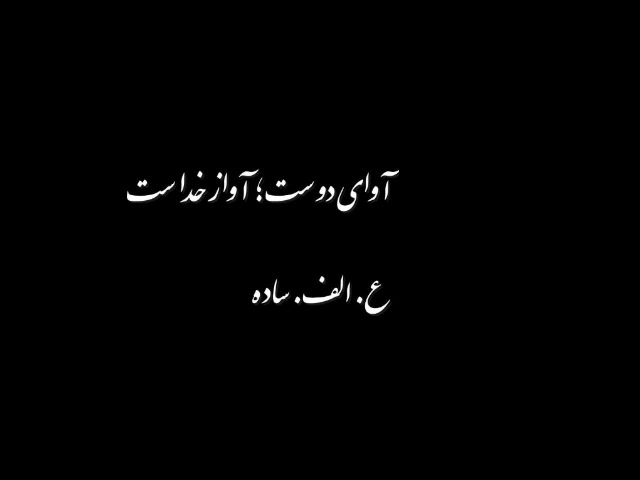 آوای دوست؛ آواز خداست
ع. الف. ساده